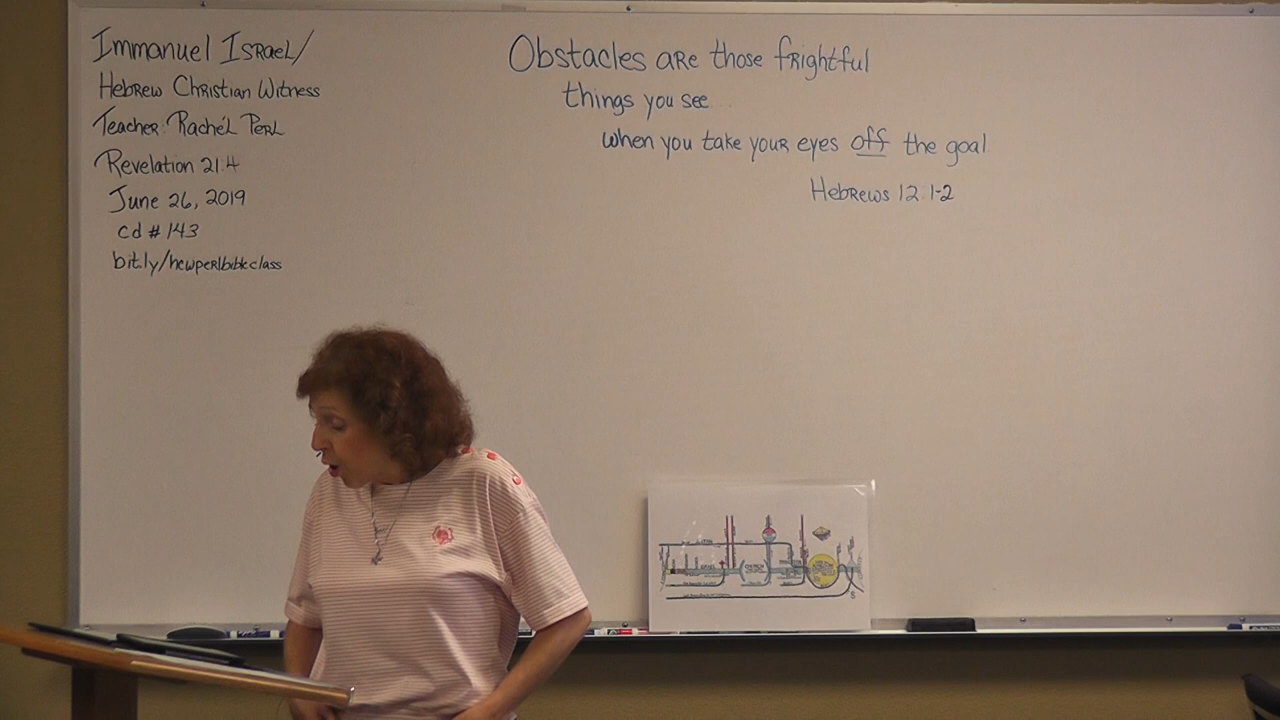 Immanuel Israel/
Hebrew Christian Witness
Teacher: Rachél Perl
Revelation 21:4
June 26, 2019
cd # 143
bit.ly/newperlbibleclass
Obstacles are those frightful
things you see...
when you take your eyes off the goal
Hebrews 12:1-2